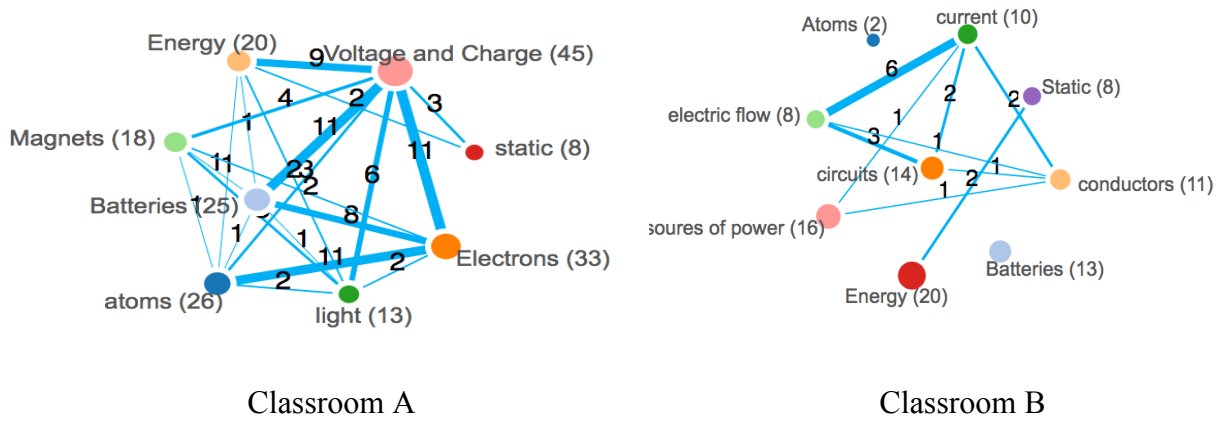 Energy (20)
9
Voltage and Charge (45)
4
2
3
1
11
Magnets (18)
11
static (8)
11
23
2
6
Batteries (25)
1
8
1
1
11
2
Electrons (33)
2
atoms (26)
light (13)
Classroom A
Atoms (2)
current (10)
6
2
2
Static (8)
electric flow (8)
1
3
1
1
circuits (14)
2
1
conductors (11)
soures of power (16)
Batteries (13)
Energy (20)
Classroom B